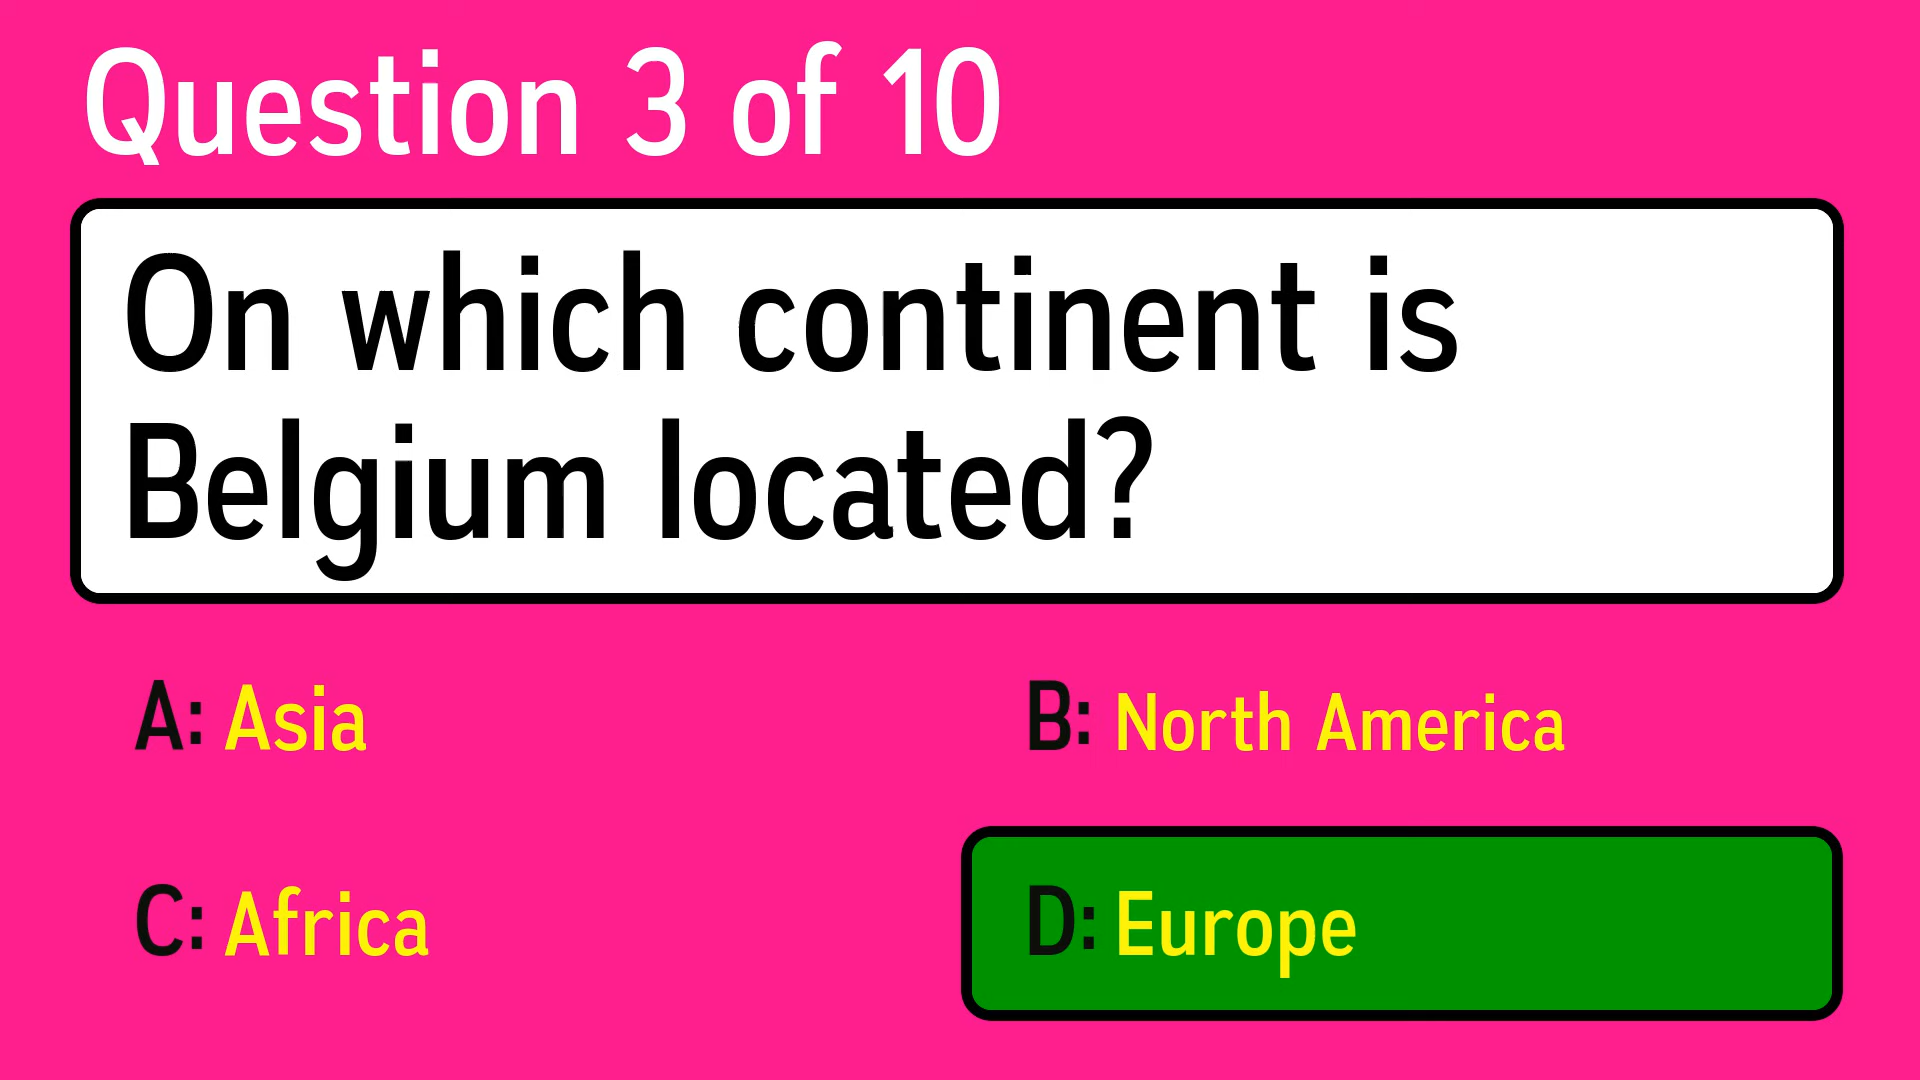 Question 3 of 10
On which continent is
Belgium located?
A: Asia
B: North America
C: Africa
D: Europe